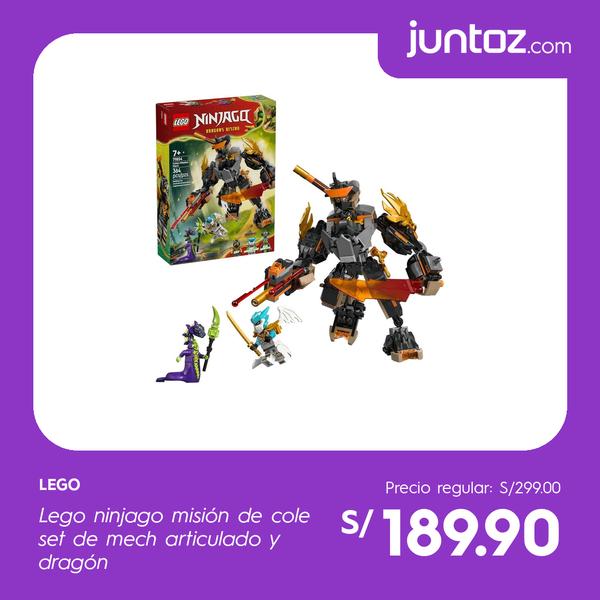 juntoz.com
LEGO
NINJAGO
DRAGONS RISING
7+
364
LEGO
Lego ninjago misión de cole
set de mech articulado y
dragón
Precio regular: S/299.00
S/189.90